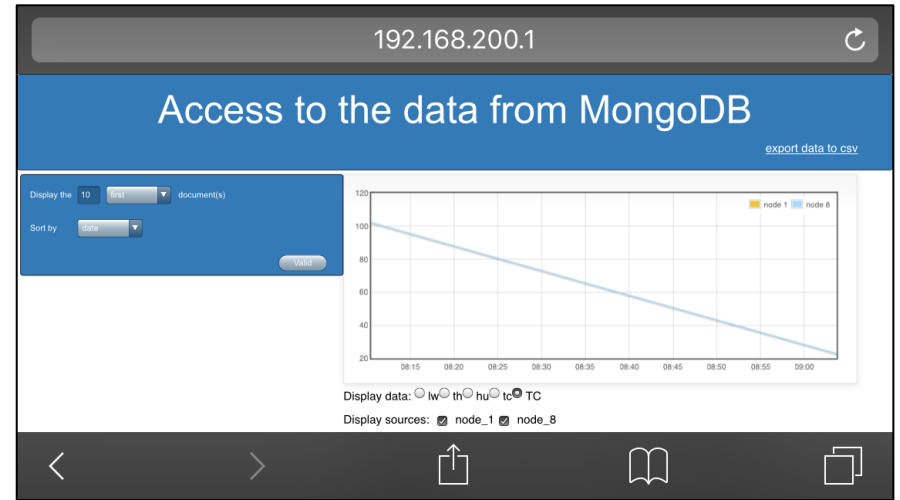 192.168.200.1
Access to the data from MongoDB
export data to csv
Display the 10 first document(s)
Sort by date
Valid
120
100
80
60
40
20
node 1 node 8
08:15 08:20 08:25 08:30 08:35 08:40 08:45 08:50 08:55 09:00
Display data: lw th hu tc TC
Display sources: node_1 node_8